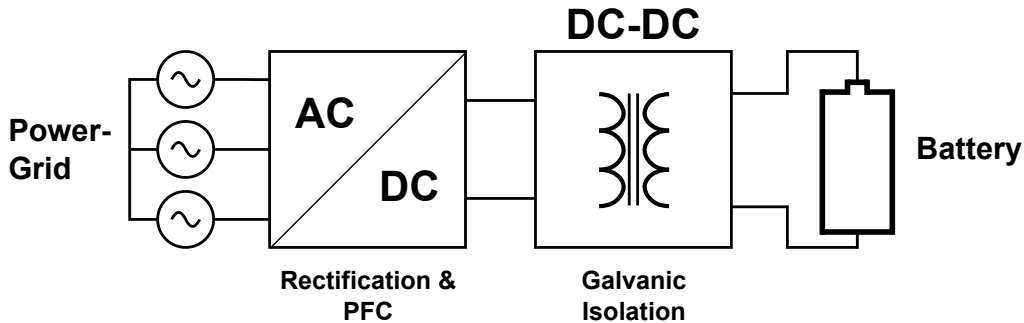 DC-DC
Power-
Grid
AC
DC
Battery
Rectification &
PFC
Galvanic
Isolation